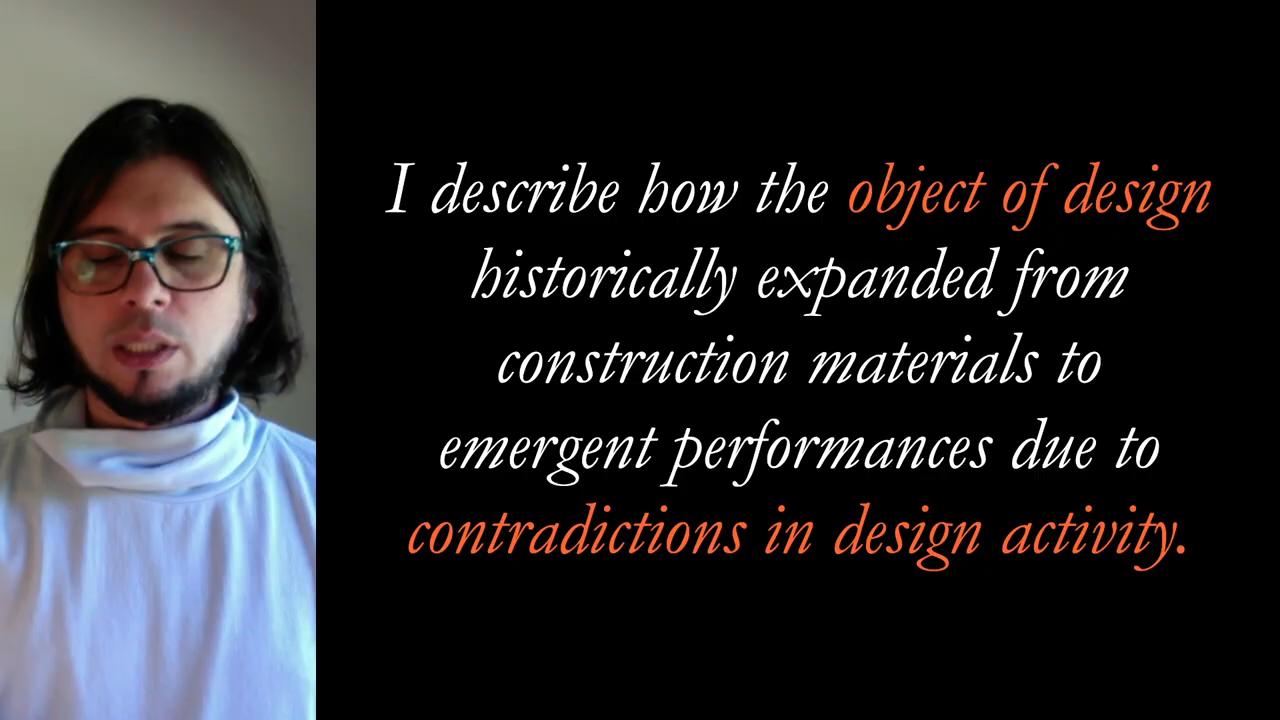 I describe how the object of design
historically expanded from
construction materials to
emergent performances due to
contradictions in design activity.